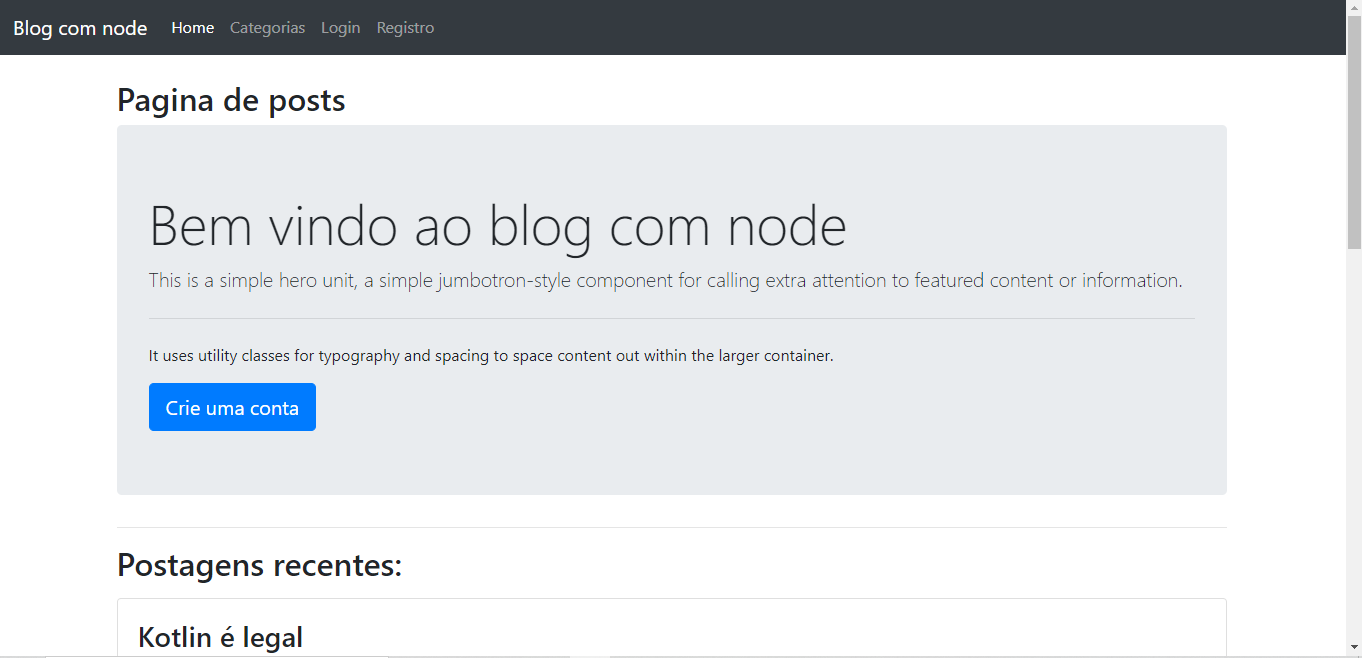 Blog com node Home Categorias Login Registro
Pagina de posts
Bem vindo ao blog com node
This is a simple hero unit, a simple jumbotron-style component for calling extra attention to featured content or information.
It uses utility classes for typography and spacing to space content out within the larger container.
Crie uma conta
Postagens recentes:
Kotlin é legal